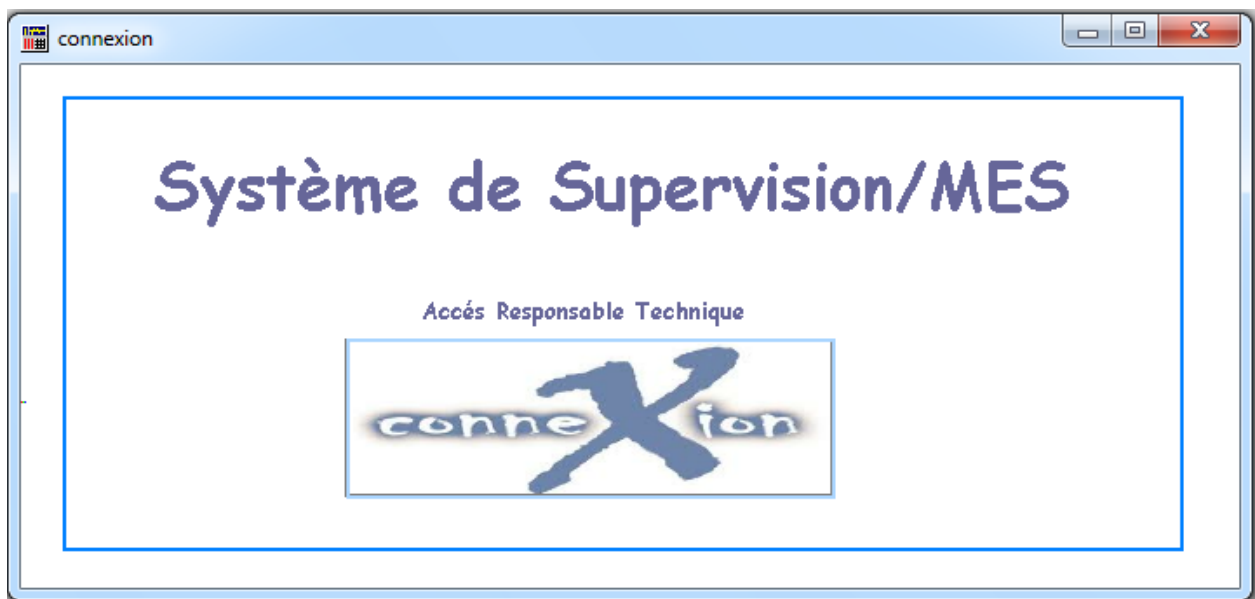 connexion
Système de Supervision/MES
Accés Responsable Technique
conneXion